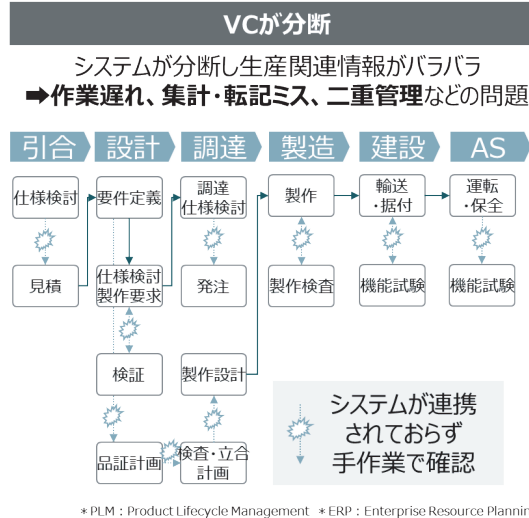 VCが分断
システムが分断し生産関連情報がバラバラ
➡作業遅れ、集計・転記ミス、二重管理などの問題
引合 設計 調達 製造 建設 AS
仕様検討
要件定義
調達
仕様検討
製作
輸送
・据付
運転
・保全
見積
仕様検討
製作要求
発注
製作検査
機能試験
機能試験
検証
製作設計
品証計画
検査・立合
計画
システムが連携
されておらず
手作業で確認
*PLM:Product Lifecycle Management *ERP:Enterprise Resource Plannin